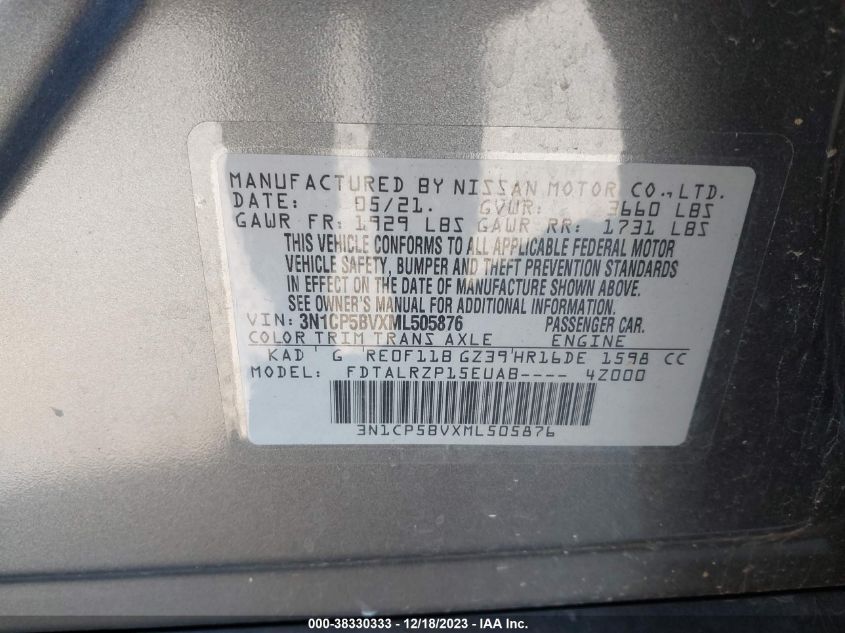 MANUFACTURED BY NISSAN MOTOR CO., LTD.
DATE: 05/21. GVWR: 3660 LBS
GAWR FR: 1929 LBS GAWR RR: 1731 LBS
THIS VEHICLE CONFORMS TO ALL APPLICABLE FEDERAL MOTOR
VEHICLE SAFETY, BUMPER AND THEFT PREVENTION STANDARDS
IN EFFECT ON THE DATE OF MANUFACTURE SHOWN ABOVE.
SEE OWNER'S MANUAL FOR ADDITIONAL INFORMATION.
VIN: 3N1CP5BVXML505876 PASSENGER CAR.
COLOR TRIM TRANS AXLE ENGINE
KAD G RE0F11B GZ39 HR16DE 1598 CC
MODEL: FDTALRZP15EUAB---- 4Z000
3N1CP5BVXML505876
000-38330333 - 12/18/2023 - IAA Inc.